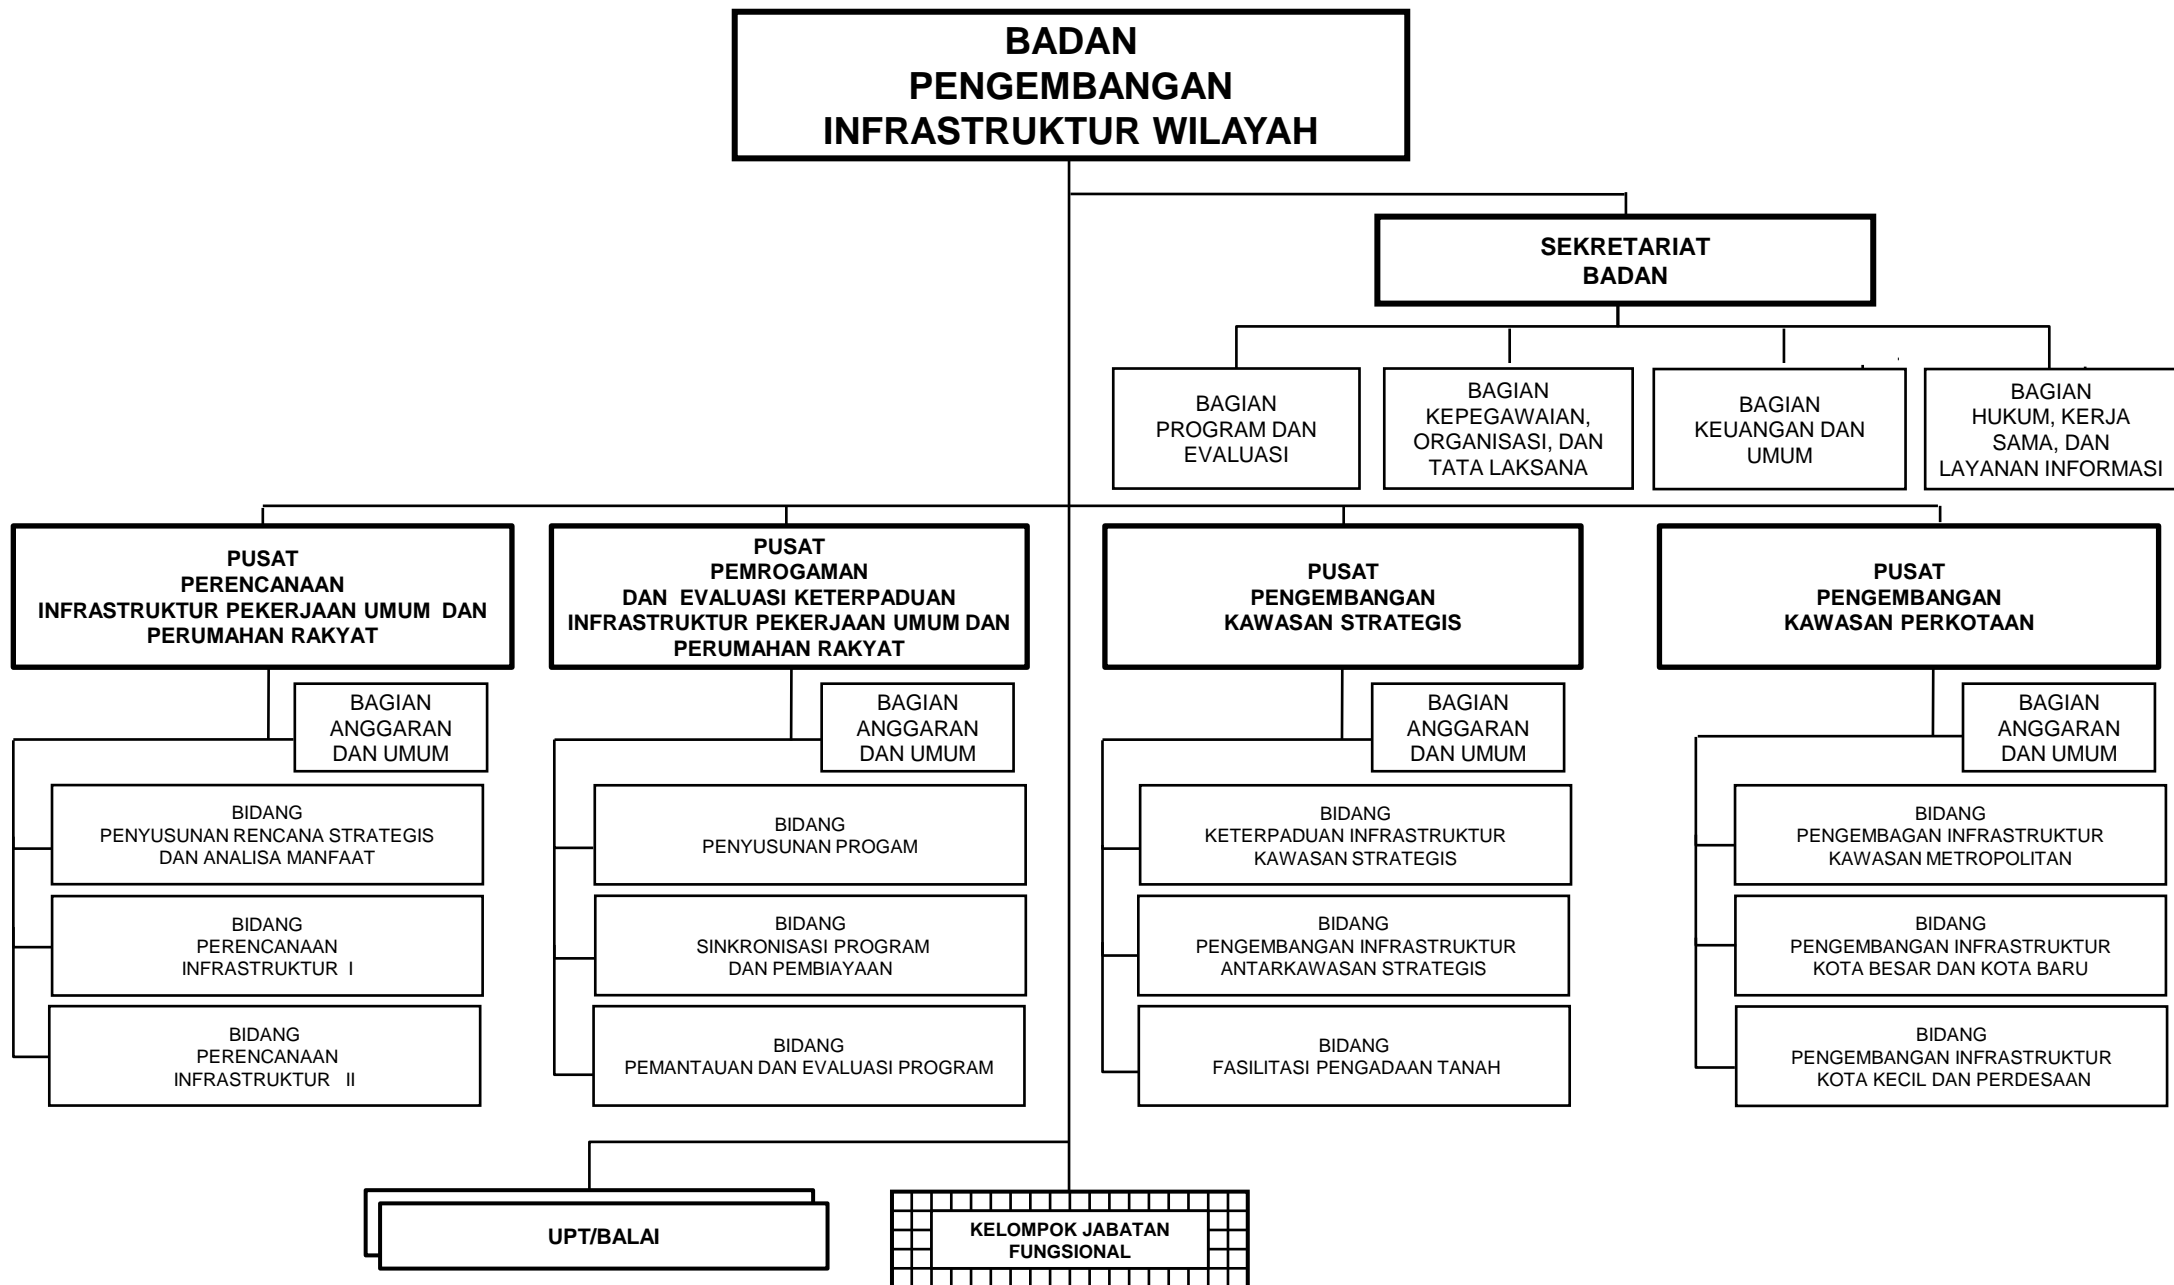 BADAN
PENGEMBANGAN
INFRASTRUKTUR WILAYAH
SEKRETARIAT
BADAN
BAGIAN
PROGRAM DAN
EVALUASI
BAGIAN
KEPEGAWAIAN,
ORGANISASI, DAN
TATA LAKSANA
BAGIAN
KEUANGAN DAN
UMUM
BAGIAN
HUKUM, KERJA
SAMA, DAN
LAYANAN INFORMASI
PUSAT
PERENCANAAN
INFRASTRUKTUR PEKERJAAN UMUM DAN
PERUMAHAN RAKYAT
PUSAT
PEMROGAMAN
DAN EVALUASI KETERPADUAN
INFRASTRUKTUR PEKERJAAN UMUM DAN
PERUMAHAN RAKYAT
PUSAT
PENGEMBANGAN
KAWASAN STRATEGIS
PUSAT
PENGEMBANGAN
KAWASAN PERKOTAAN
BAGIAN
ANGGARAN
DAN UMUM
BAGIAN
ANGGARAN
DAN UMUM
BAGIAN
ANGGARAN
DAN UMUM
BAGIAN
ANGGARAN
DAN UMUM
BIDANG
PENYUSUNAN RENCANA STRATEGIS
DAN ANALISA MANFAAT
BIDANG
PENYUSUNAN PROGAM
BIDANG
KETERPADUAN INFRASTRUKTUR
KAWASAN STRATEGIS
BIDANG
PENGEMBAGAN INFRASTRUKTUR
KAWASAN METROPOLITAN
BIDANG
PERENCANAAN
INFRASTRUKTUR I
BIDANG
SINKRONISASI PROGRAM
DAN PEMBIAYAAN
BIDANG
PENGEMBANGAN INFRASTRUKTUR
ANTARKAWASAN STRATEGIS
BIDANG
PENGEMBANGAN INFRASTRUKTUR
KOTA BESAR DAN KOTA BARU
BIDANG
PERENCANAAN
INFRASTRUKTUR II
BIDANG
PEMANTAUAN DAN EVALUASI PROGRAM
BIDANG
FASILITASI PENGADAAN TANAH
BIDANG
PENGEMBANGAN INFRASTRUKTUR
KOTA KECIL DAN PERDESAAN
UPT/BALAI
KELOMPOK JABATAN
FUNGSIONAL